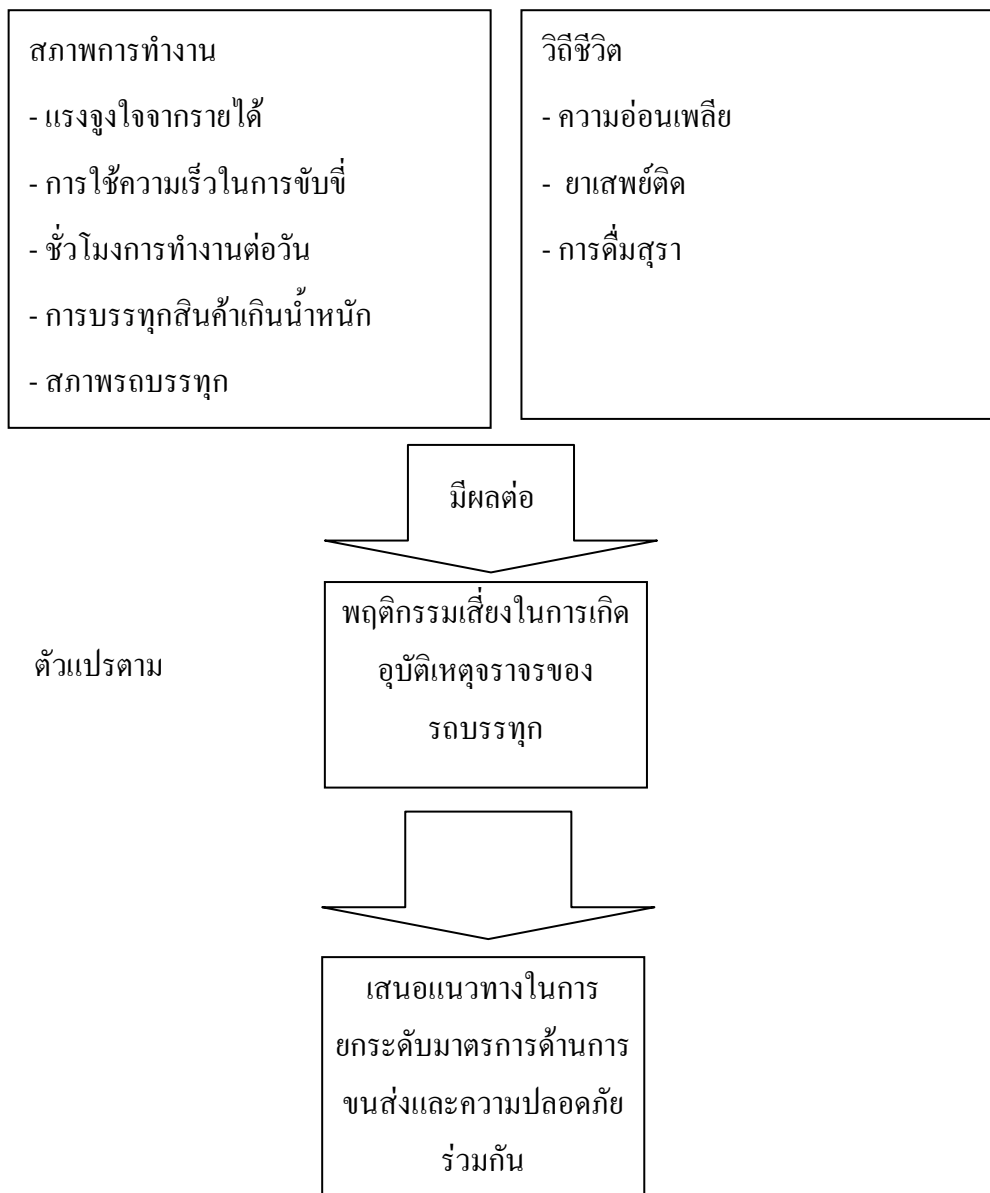 สภาพการทำงาน
- แรงจูงใจจากรายได้
- การใช้ความเร็วในการขับขี่
- ชั่วโมงการทำงานต่อวัน
- การบรรทุกสินค้าเกินน้ำหนัก
- สภาพรถบรรทุก
วิถีชีวิต
- ความอ่อนเพลีย
- ยาเสพย์ติด
- การดื่มสุรา
มีผลต่อ
ตัวแปรตาม
พฤติกรรมเสี่ยงในการเกิด
อุบัติเหตุจราจรของ
รถบรรทุก
เสนอแนวทางในการ
ยกระดับมาตรการด้านการ
ขนส่งและความปลอดภัย
ร่วมกัน